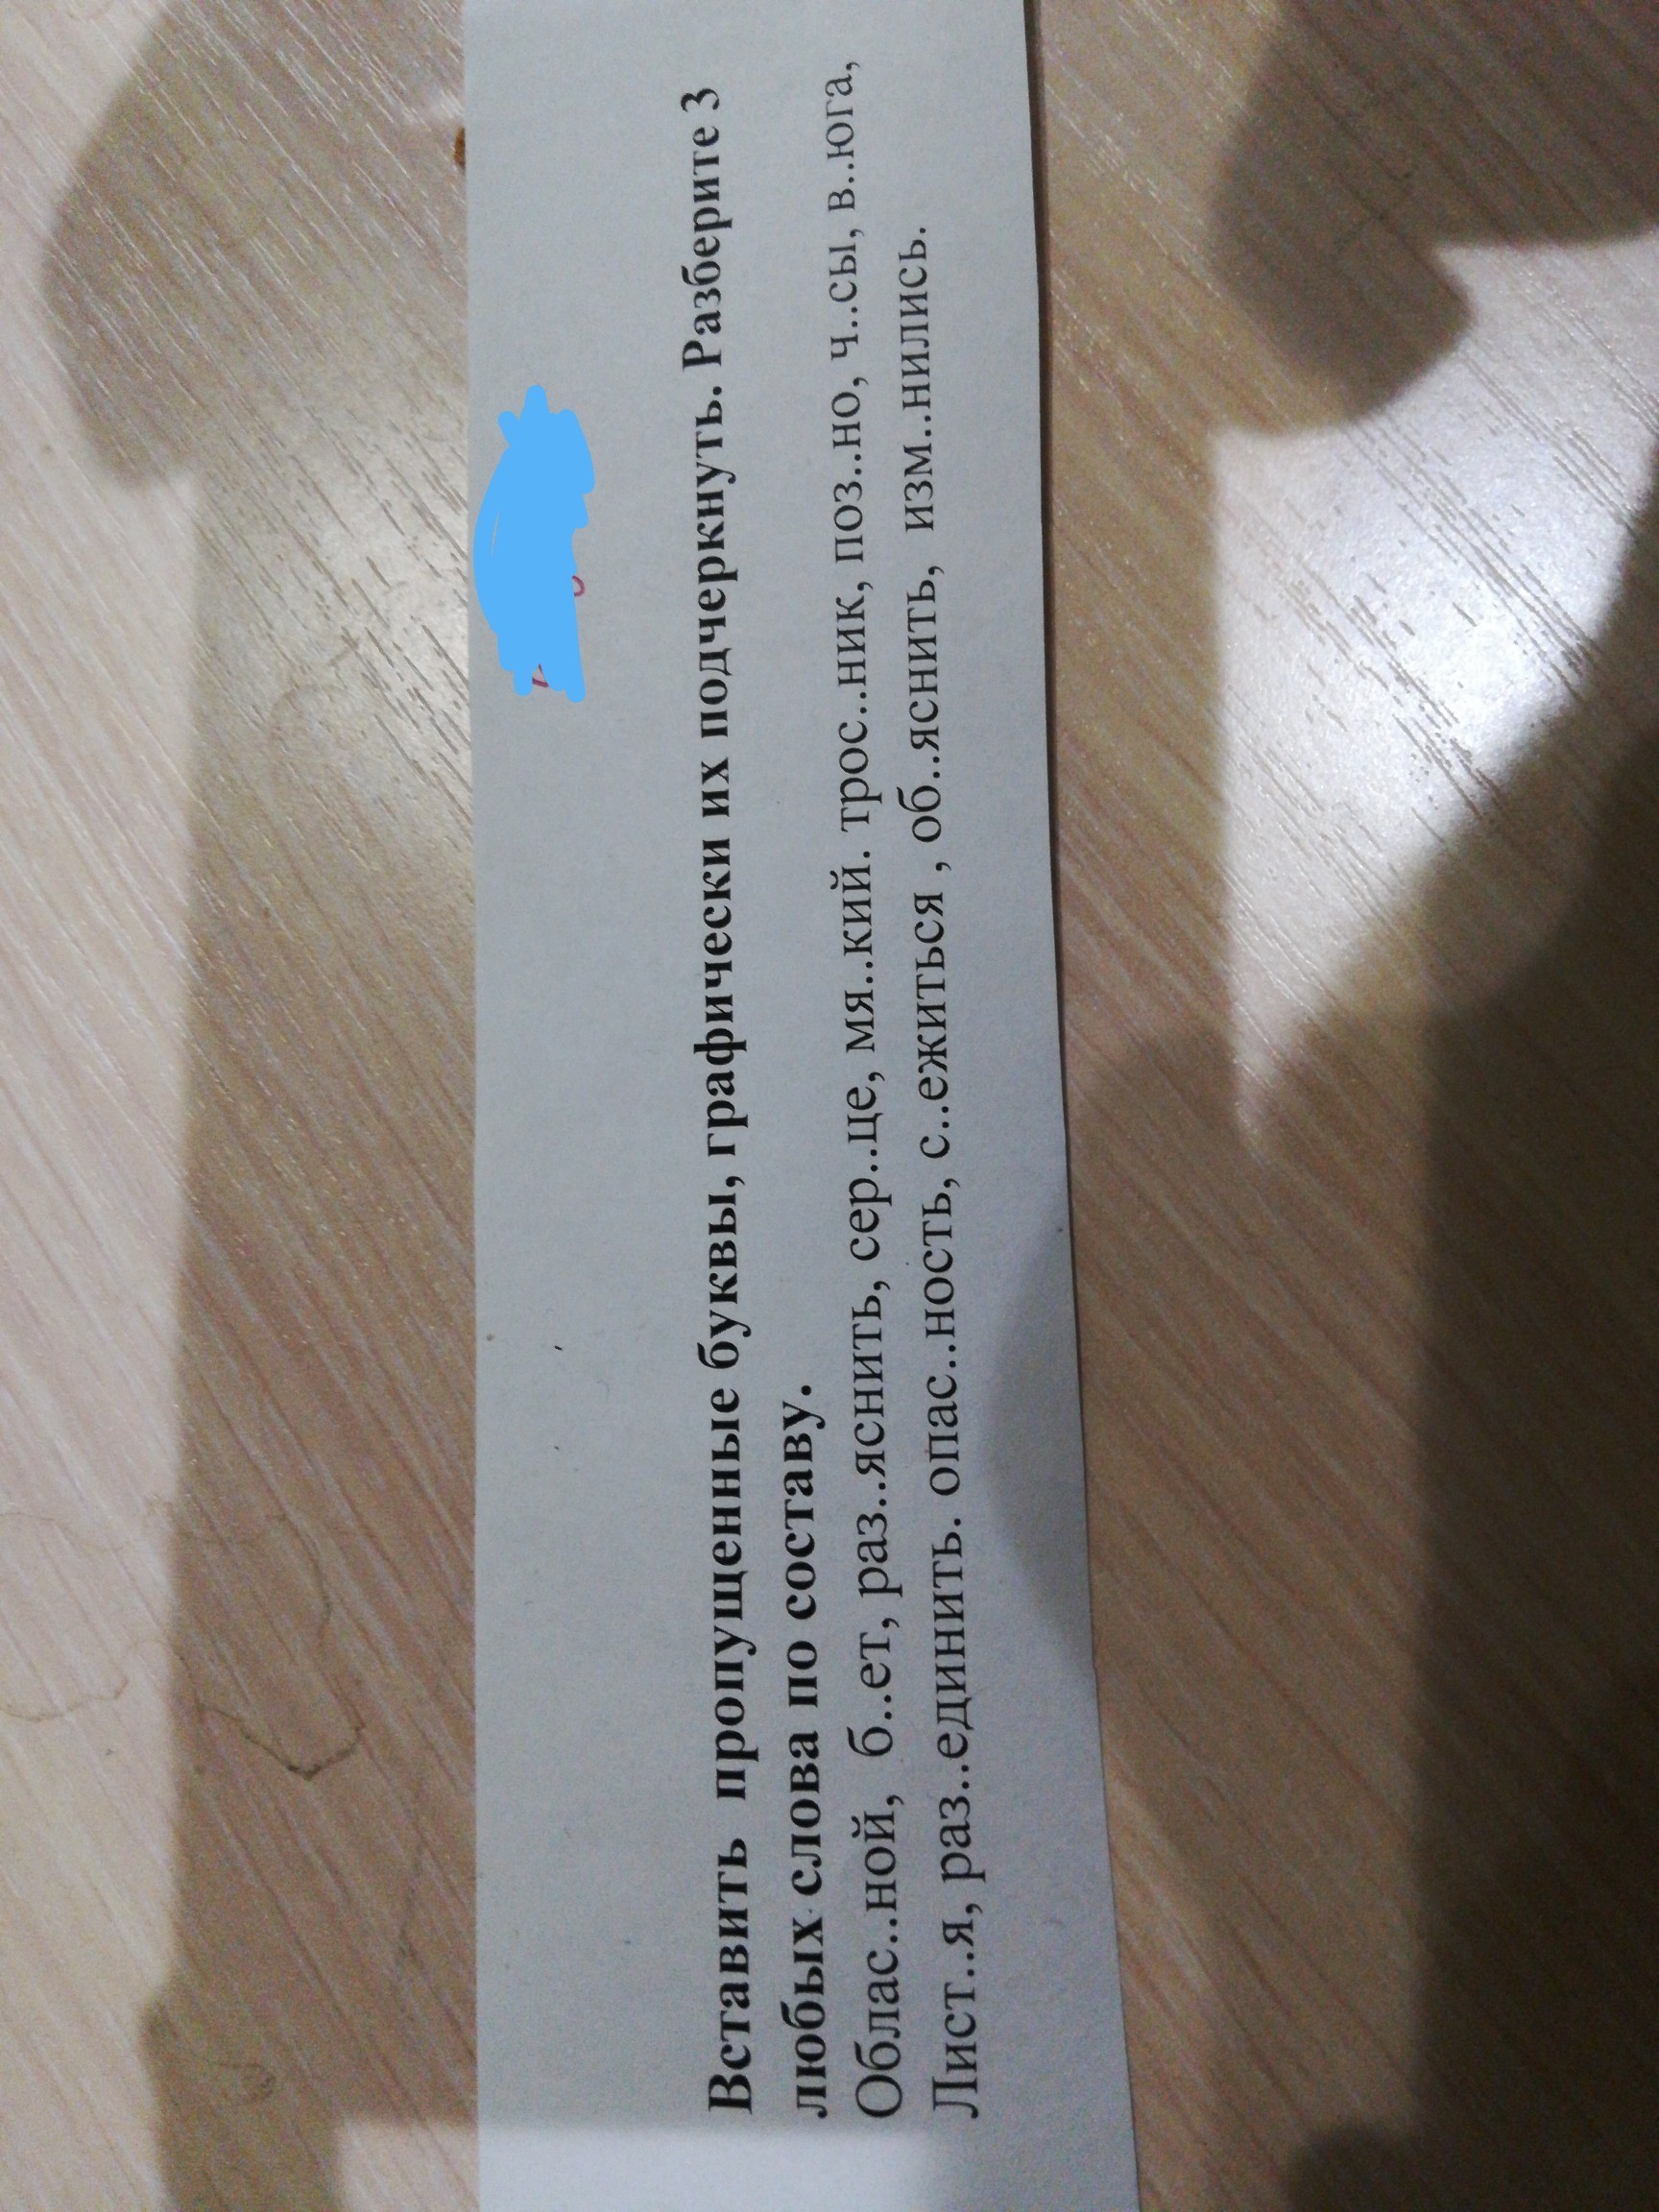 Вставить пропущенные буквы, графически их подчеркнуть. Разберите 3
любых слова по составу.
Облас..ной, б..ет, раз..яснить, сер..це, мя..кий. трос..ник, поз..но, ч..сы, в..юга,
Лист..я, раз..единить. опас..ность, с..ежиться , об..яснить, изм..нились.